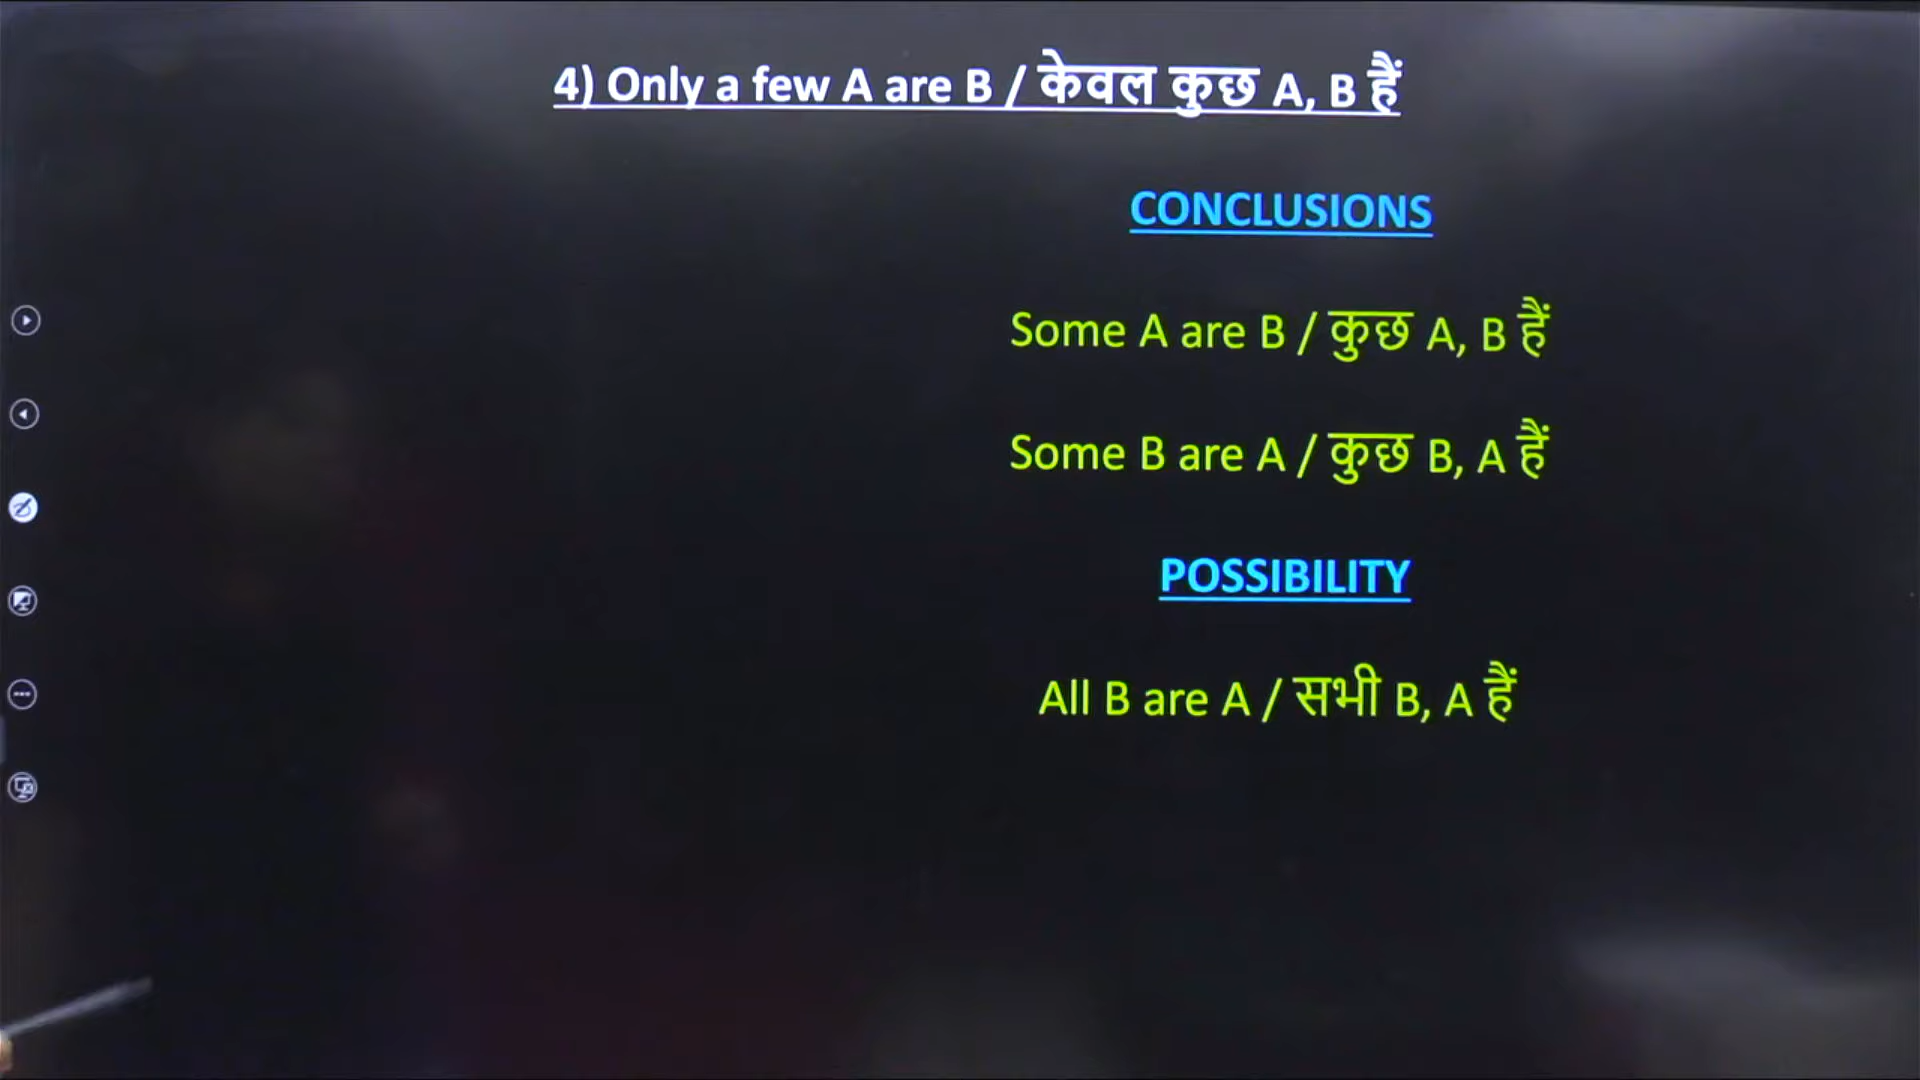 4) Only a few A are B / केवल कुछ A, B हैं
CONCLUSIONS
Some A are B / कुछ A, B हैं
Some B are A / कुछ B, A हैं
POSSIBILITY
All B are A / सभी B, A हैं